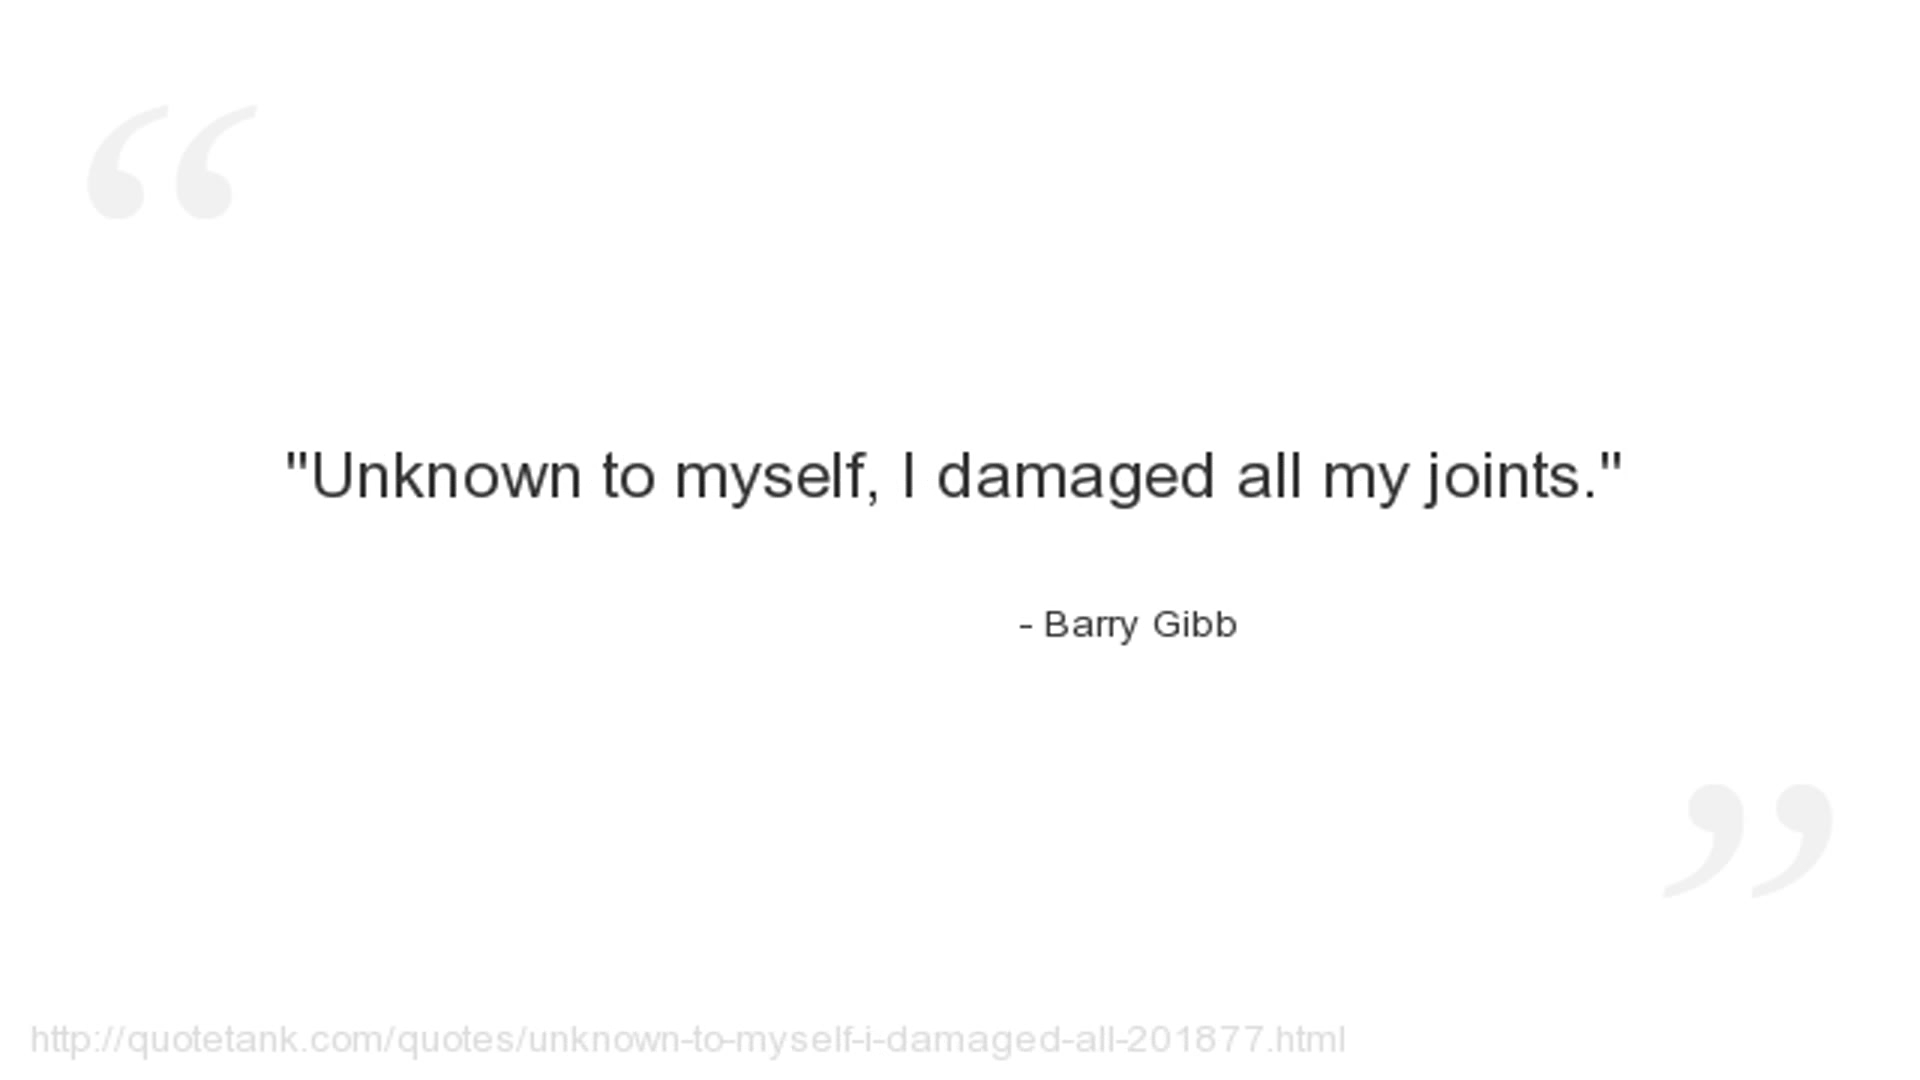 "Unknown to myself, I damaged all my joints."
- Barry Gibb
http://quotetank.com/quotes/unknown-to-myself-i-damaged-all-201877.html